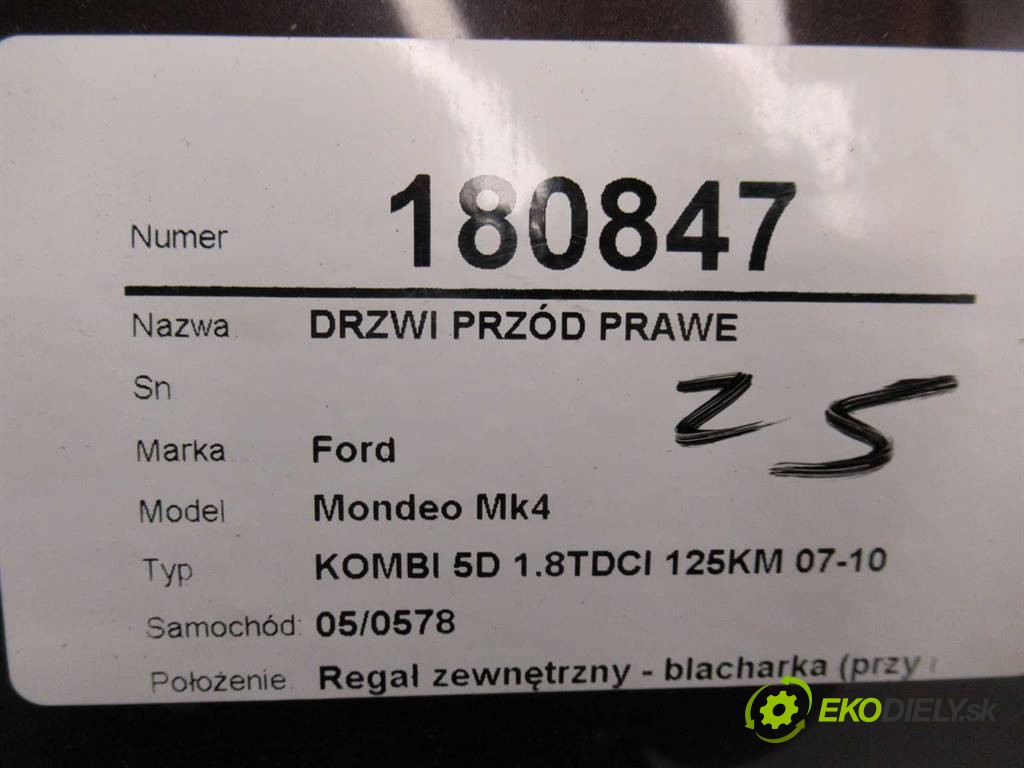 Numer 180847
Nazwa DRZWI PRZÓD PRAWE
Sn
25
Marka Ford
Model Mondeo Mk4
Typ KOMBI 5D 1.8TDCI 125KM 07-10
Samochód: 05/0578
Położenie Regał zewnętrzny - blacharka (przy
EKODIELY.sk